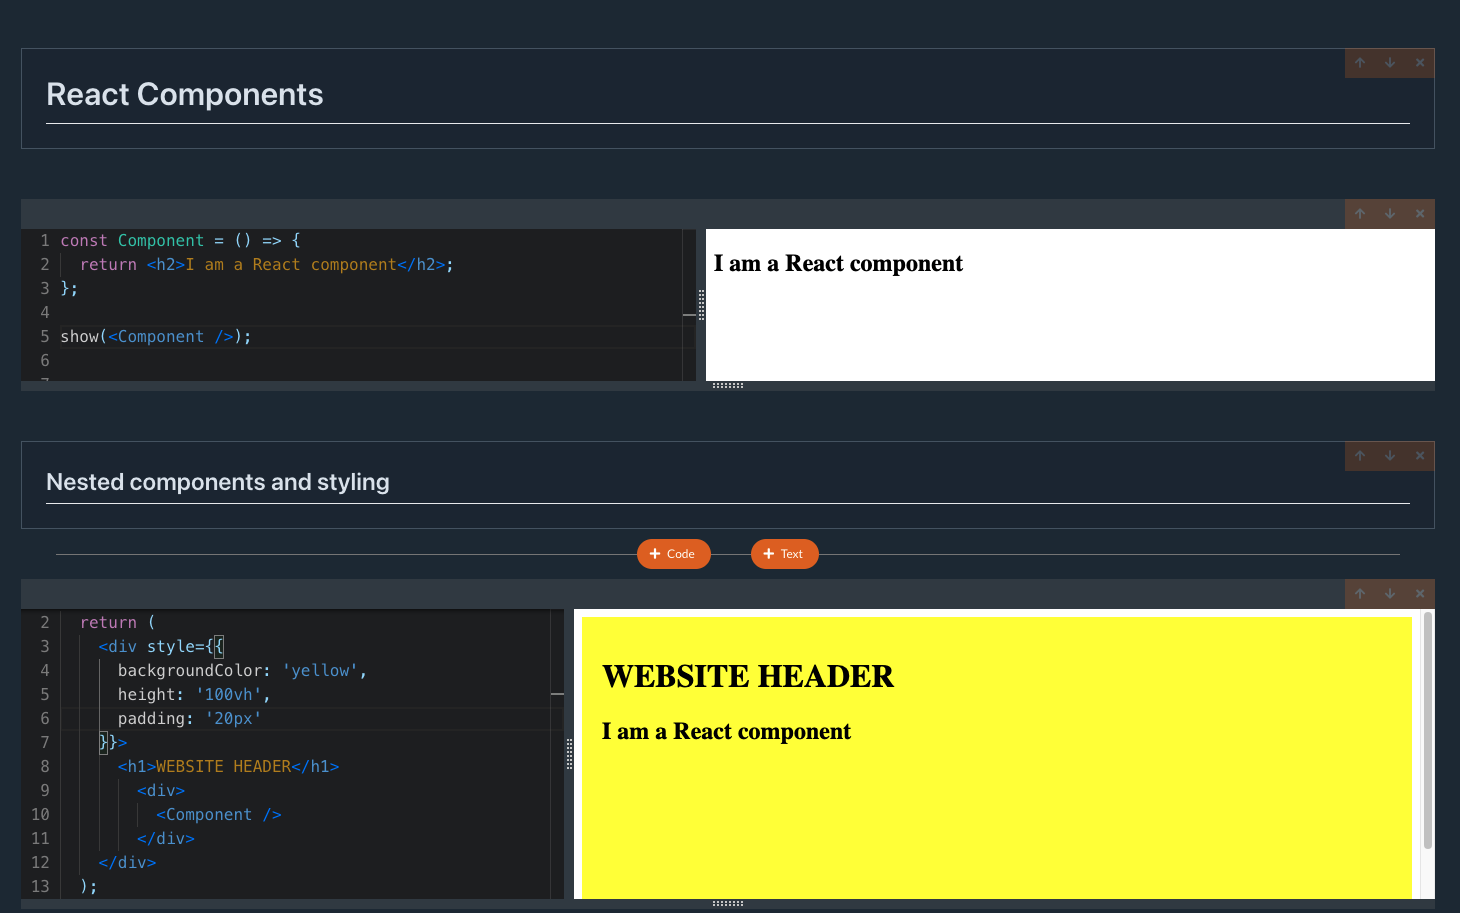 React Components
1 const Component = () => {
2 return <h2>I am a React component</h2>;
3 };
4
5 show(<Component />);
6
I am a React component
Nested components and styling
+ Code
+ Text
2 return (
3 <div style={{
4 backgroundColor: 'yellow',
5 height: '100vh',
6 padding: '20px'
7 }}>
8 <h1>WEBSITE HEADER</h1>
9 <div>
10 <Component />
11 </div>
12 </div>
13 );
WEBSITE HEADER
I am a React component